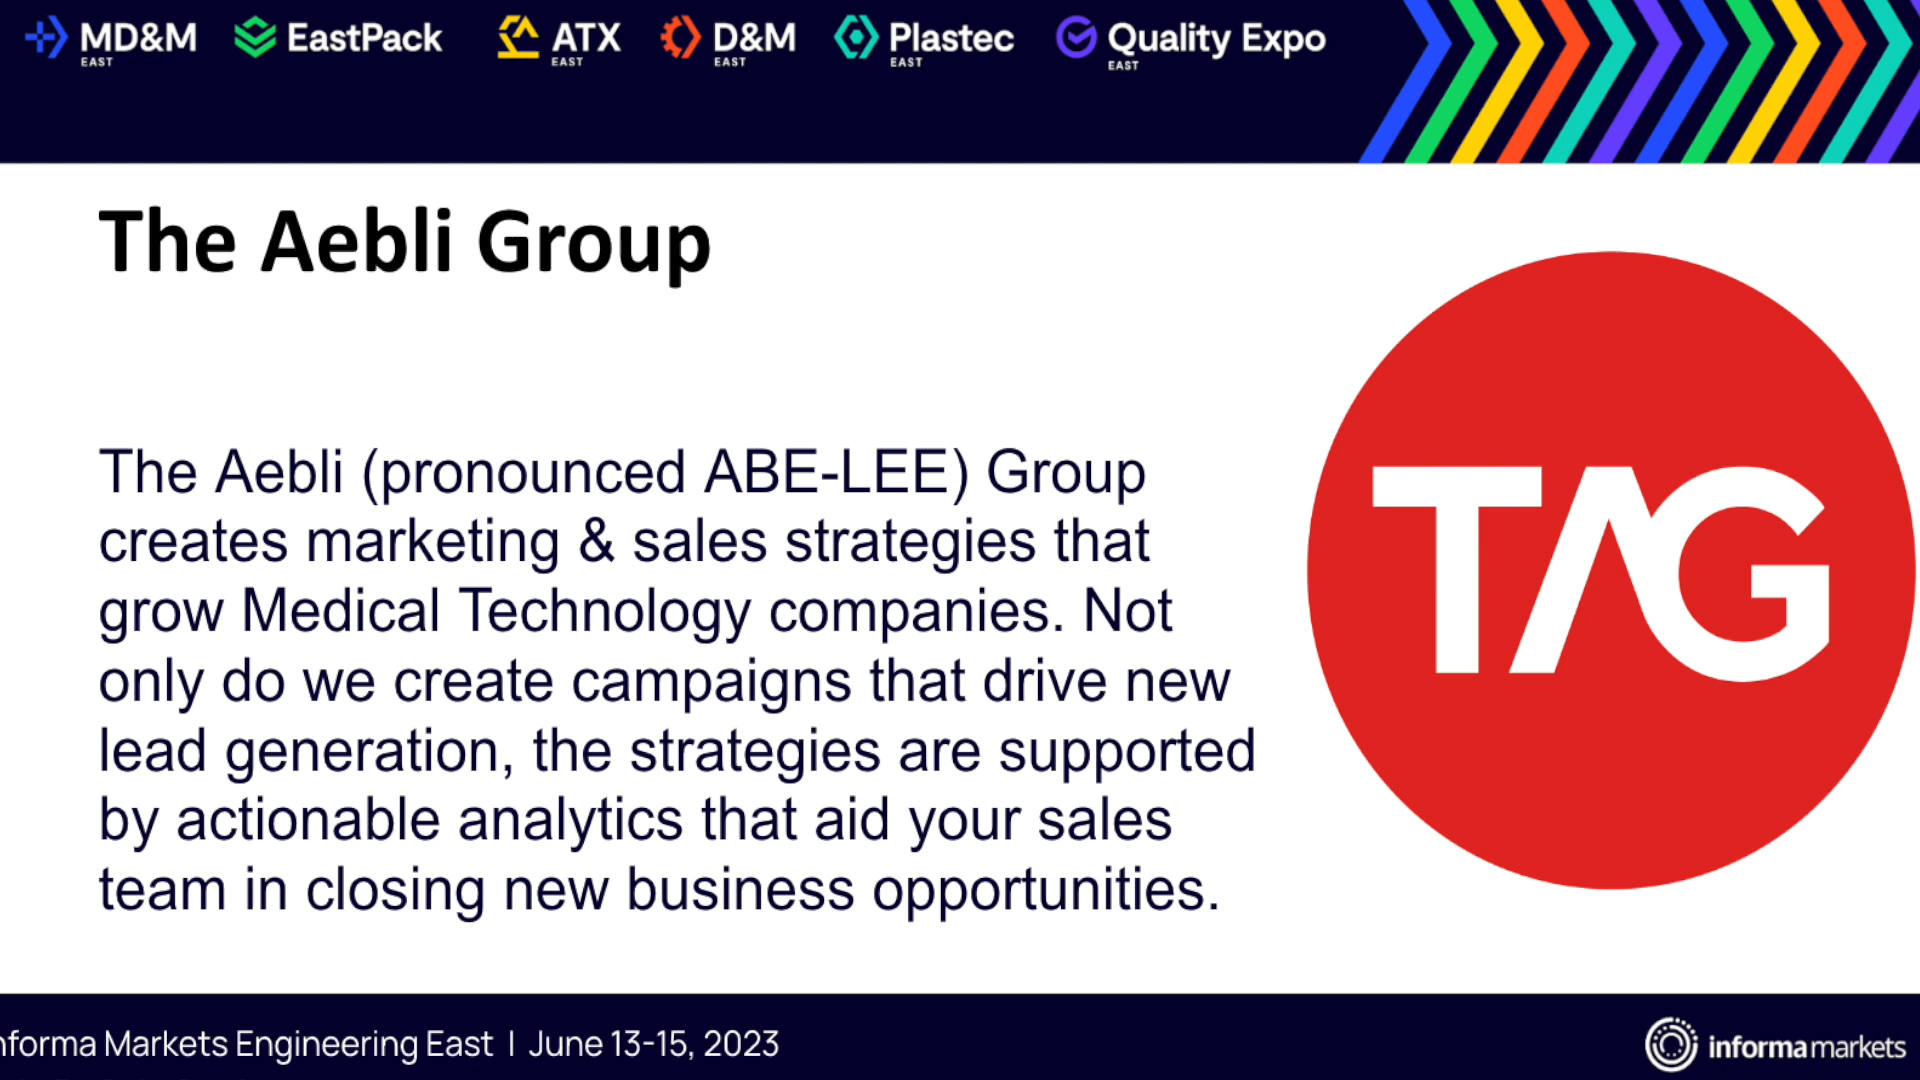 MD&M EAST
EastPack
ATX EAST
D&M EAST
Plastec EAST
Quality Expo EAST
The Aebli Group
The Aebli (pronounced ABE-LEE) Group
creates marketing & sales strategies that
grow Medical Technology companies. Not
only do we create campaigns that drive new
lead generation, the strategies are supported
by actionable analytics that aid your sales
team in closing new business opportunities.
TAG
nforma Markets Engineering East | June 13-15, 2023
informa markets